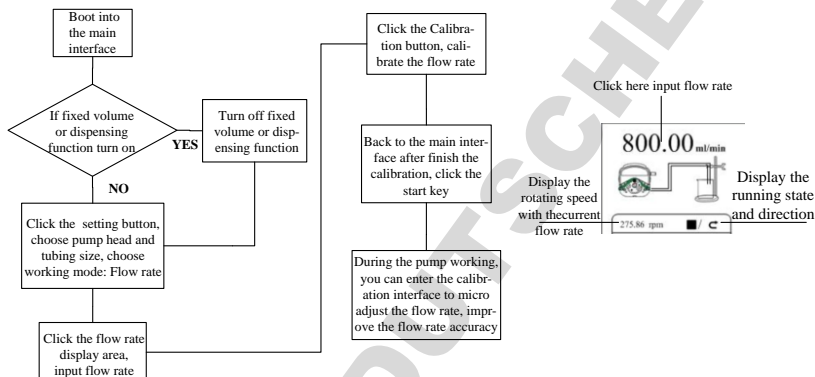 Boot into
the main
interface
If fixed volume
or dispensing
function turn on
YES
Turn off fixed
volume or disp-
ensing function
NO
Click the setting button,
choose pump head and
tubing size, choose
working mode: Flow rate
Click the flow rate
display area,
input flow rate
Click the Calibra-
tion button, cali-
brate the flow rate
Back to the main inter-
face after finish the
calibration, click the
start key
During the pump working,
you can enter the calibr-
ation interface to micro
adjust the flow rate, impr-
ove the flow rate accuracy
Click here input flow rate
800.00 ml/min
Display the
rotating speed
with thecurrent
flow rate
275.86 rpm
/
Display the
running state
and direction
DUTSCHE